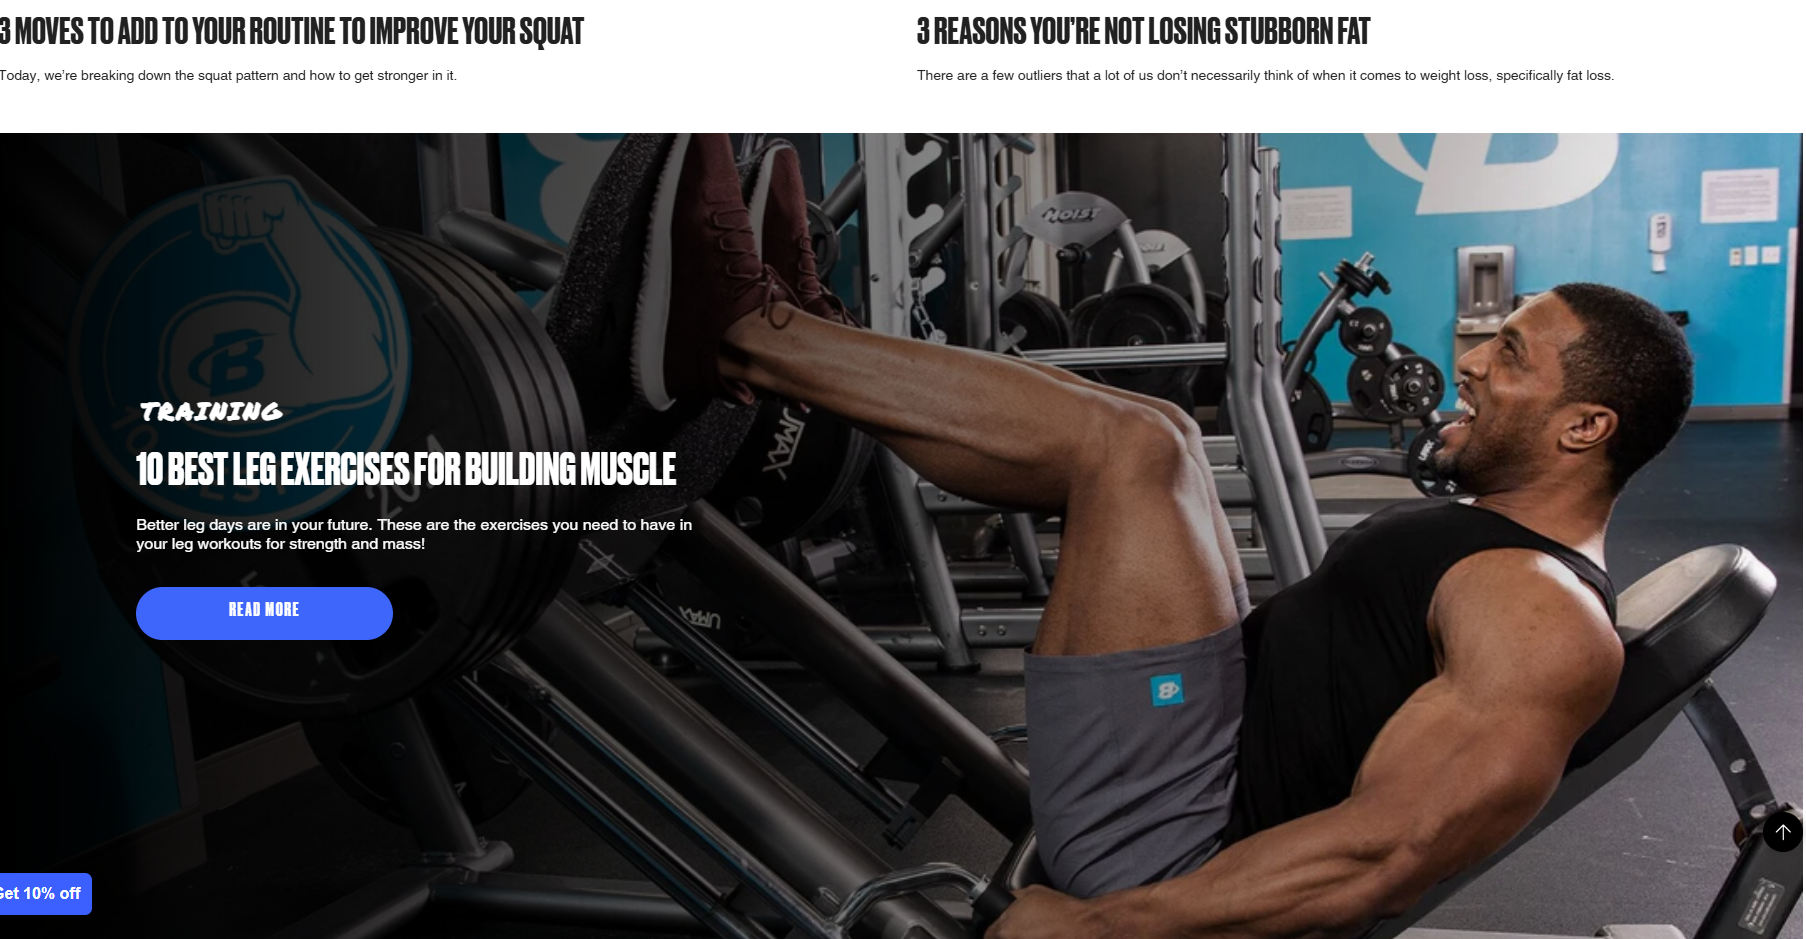 3 MOVES TO ADD TO YOUR ROUTINE TO IMPROVE YOUR SQUAT
Today, we're breaking down the squat pattern and how to get stronger in it.
3 REASONS YOU'RE NOT LOSING STUBBORN FAT
There are a few outliers that a lot of us don't necessarily think of when it comes to weight loss, specifically fat loss.
HOIST
TRAINING
10 BEST LEG EXERCISES FOR BUILDING MUSCLE
Better leg days are in your future. These are the exercises you need to have in
your leg workouts for strength and mass!
READ MORE
UMAX
UMAX
Get 10% off